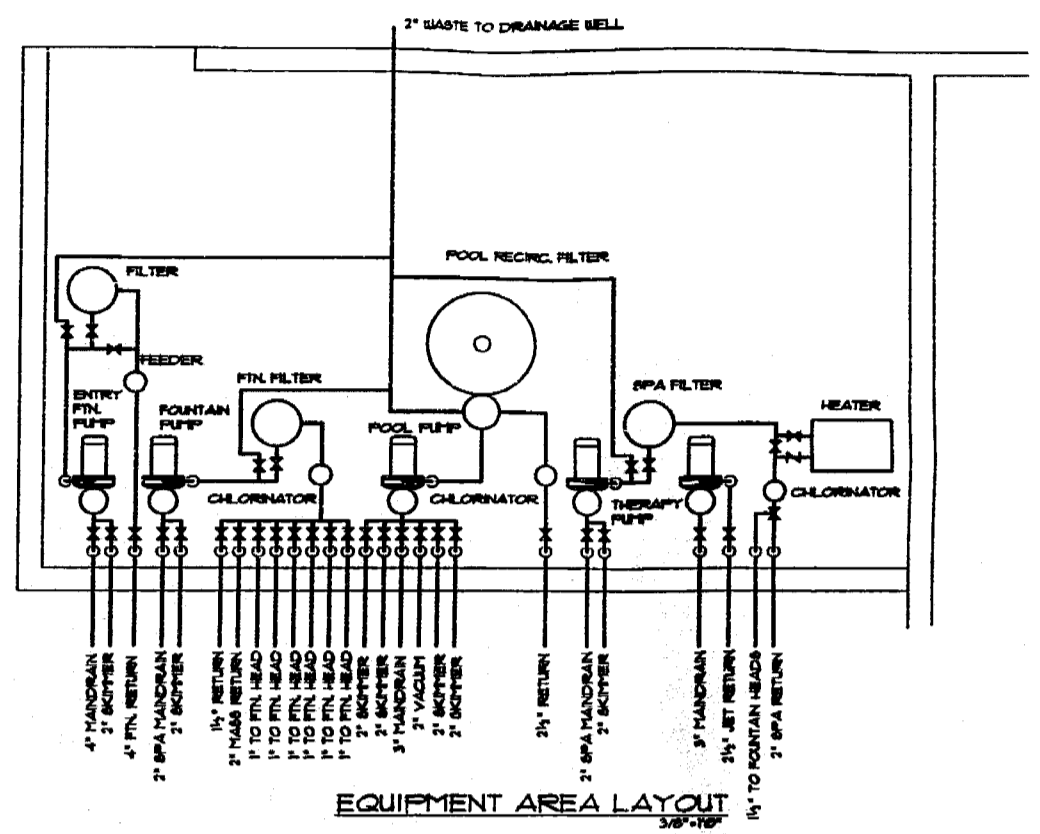 2" WASTE TO DRAINAGE WELL
POOL RECIRC. FILTER
FILTER
FEEDER
FTN. FILTER
SPA FILTER
HEATER
ENTRY
FTN.
PUMP
FOUNTAIN
PUMP
POOL PUMP
CHLORINATOR
CHLORINATOR
THERAPY
PUMP
CHLORINATOR
4" MAINDRAIN
2" SKIMMER
4" FTN. RETURN
2" SPA MAINDRAIN
2" SKIMMER
1½" RETURN
2" MASS RETURN
1" TO FTN. HEAD
1" TO FTN. HEAD
1" TO FTN. HEAD
1" TO FTN. HEAD
1" TO FTN. HEAD
1" TO FTN. HEAD
2" SKIMMER
2" SKIMMER
3" MAINDRAIN
2" VACUUM
2" SKIMMER
2" SKIMMER
2½" RETURN
2" SPA MAINDRAIN
2" SKIMMER
3" MAINDRAIN
2½" JET RETURN
1½" TO FOUNTAIN HEADS
2" SPA RETURN
EQUIPMENT AREA LAYOUT
3/8"=1'0"